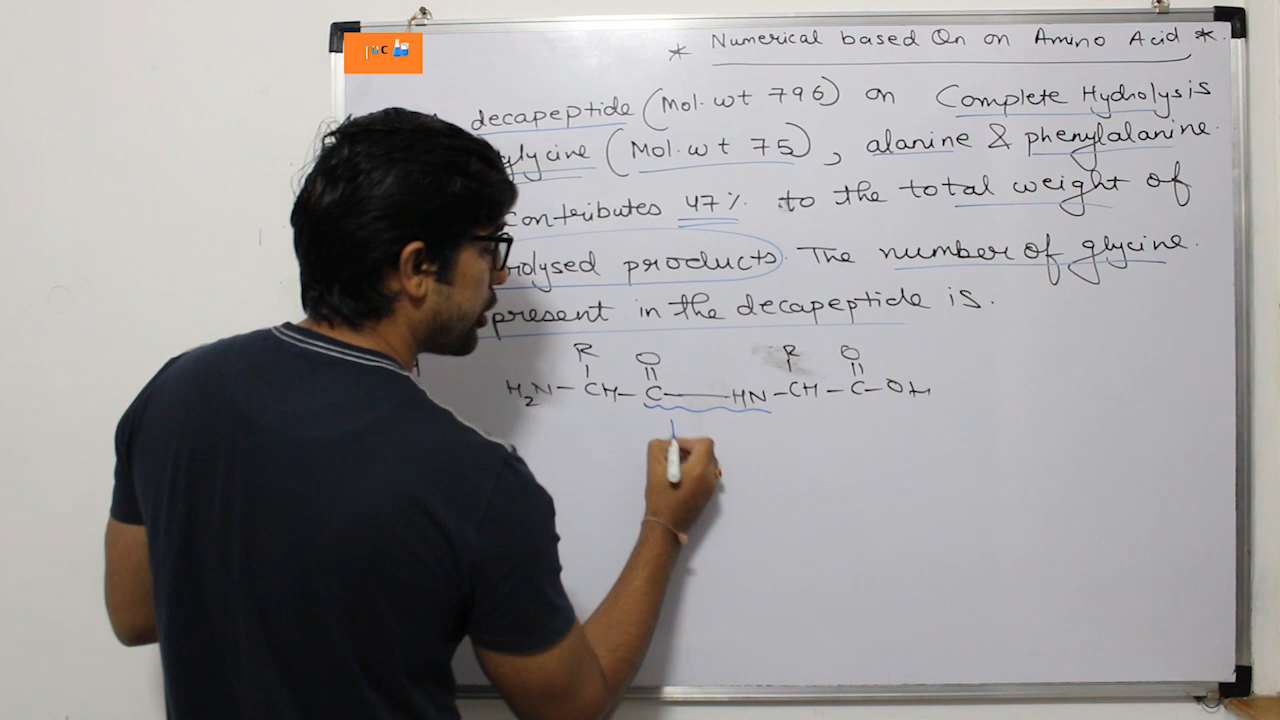 * Numerical based On on Amino Acid *.
decapeptide (Mol. wt 796) on Complete Hydrolysis
glycine (Mol. wt 75), alanine & phenylalanine.
contributes 47% to the total weight of
rolysed products. The number of glycine.
present in the decapeptide is.
R O R O
H2N-CH-C-HN-CH-C-OH